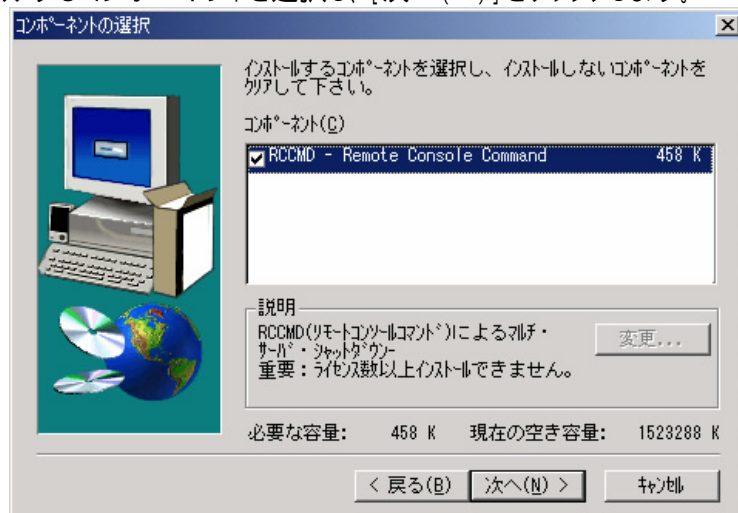 コンポーネントの選択
インストールするコンポーネントを選択し、インストールしないコンポーネントを
クリアして下さい。
コンポーネント(C)
RCCMD - Remote Console Command 458 K
説明
RCCMD(リモートコンソールコマンド)によるマルチ・
サーバ・シャットダウン-
重要：ライセンス数以上インストールできません。
変更...
必要な容量: 458 K 現在の空き容量: 1523288 K
< 戻る(B) 次へ(N) > キャンセル